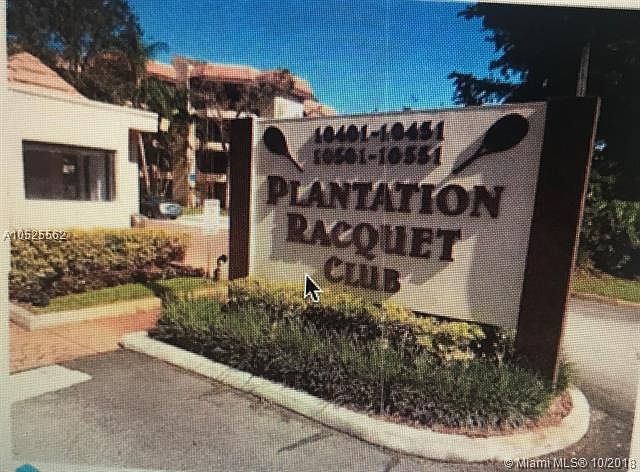 10401-10451
10501-10551
PLANTATION
RACQUET
CLUB
A10525562
© Miami MLS® 10/2018